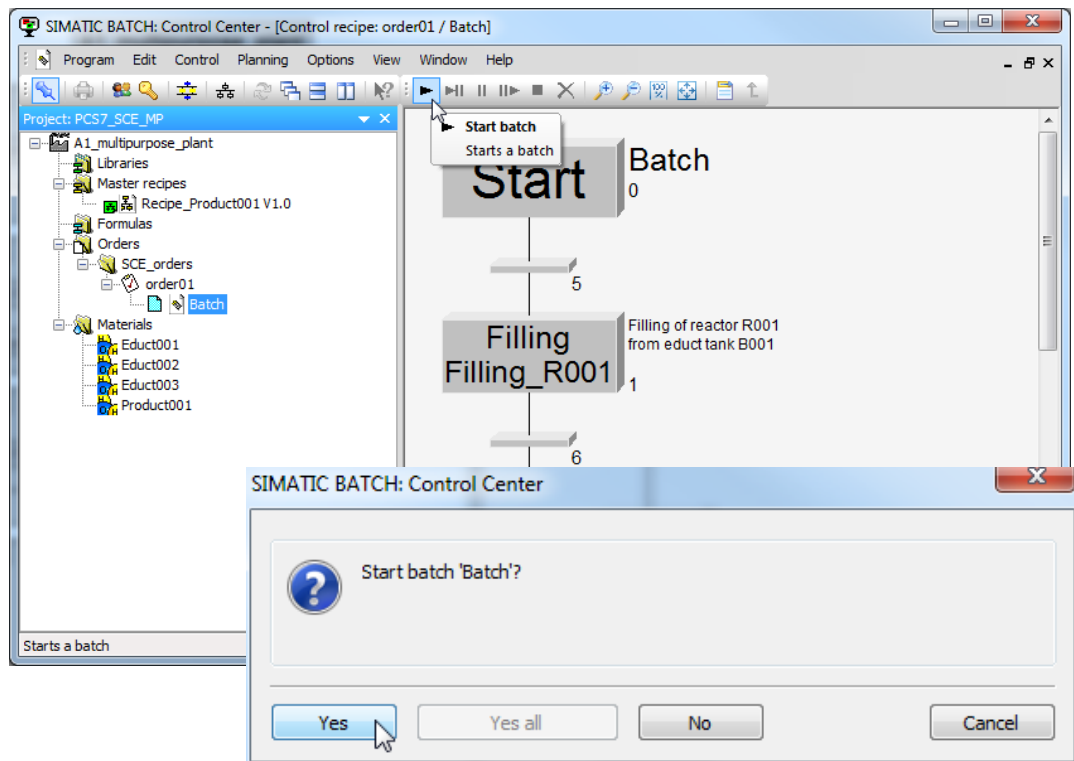 SIMATIC BATCH: Control Center - [Control recipe: order01 / Batch]
Program Edit Control Planning Options View Window Help
Project: PCS7_SCE_MP
A1_multipurpose_plant
Libraries
Master recipes
Recipe_Product001 V1.0
Formulas
Orders
SCE_orders
order01
Batch
Materials
Educt001
Educt002
Educt003
Product001
Start batch
Starts a batch
Start
Batch
0
5
Filling
Filling_R001
Filling of reactor R001
from educt tank B001
1
6
Starts a batch
SIMATIC BATCH: Control Center
Start batch 'Batch'?
Yes
Yes all
No
Cancel